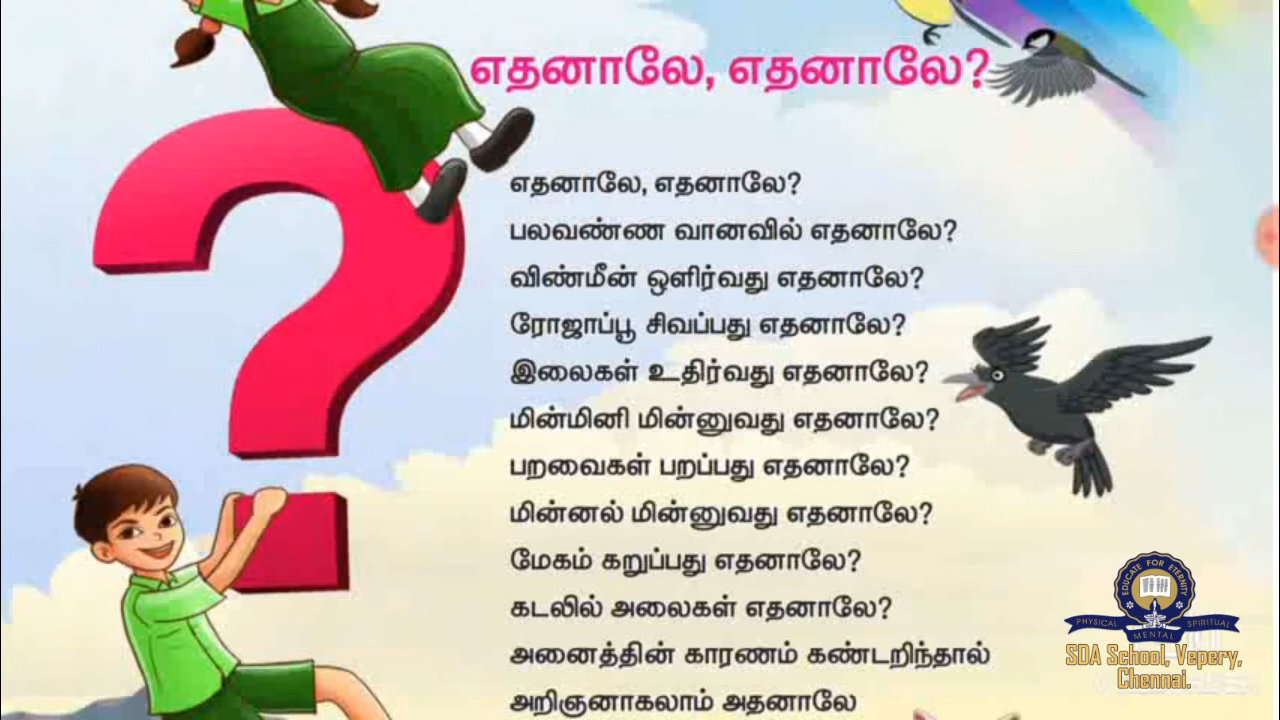 எதனாலே, எதனாலே?
எதனாலே, எதனாலே?
பலவண்ண வானவில் எதனாலே?
விண்மீன் ஒளிர்வது எதனாலே?
ரோஜாப்பூ சிவப்பது எதனாலே?
இலைகள் உதிர்வது எதனாலே?
மின்மினி மின்னுவது எதனாலே?
பறவைகள் பறப்பது எதனாலே?
மின்னல் மின்னுவது எதனாலே?
மேகம் கறுப்பது எதனாலே?
கடலில் அலைகள் எதனாலே?
அனைத்தின் காரணம் கண்டறிந்தால்
அறிஞனாகலாம் அதனாலே
EDUCATE FOR ETERNITY
PHYSICAL MENTAL SPIRITUAL
SDA School, Vepery,
Chennai.